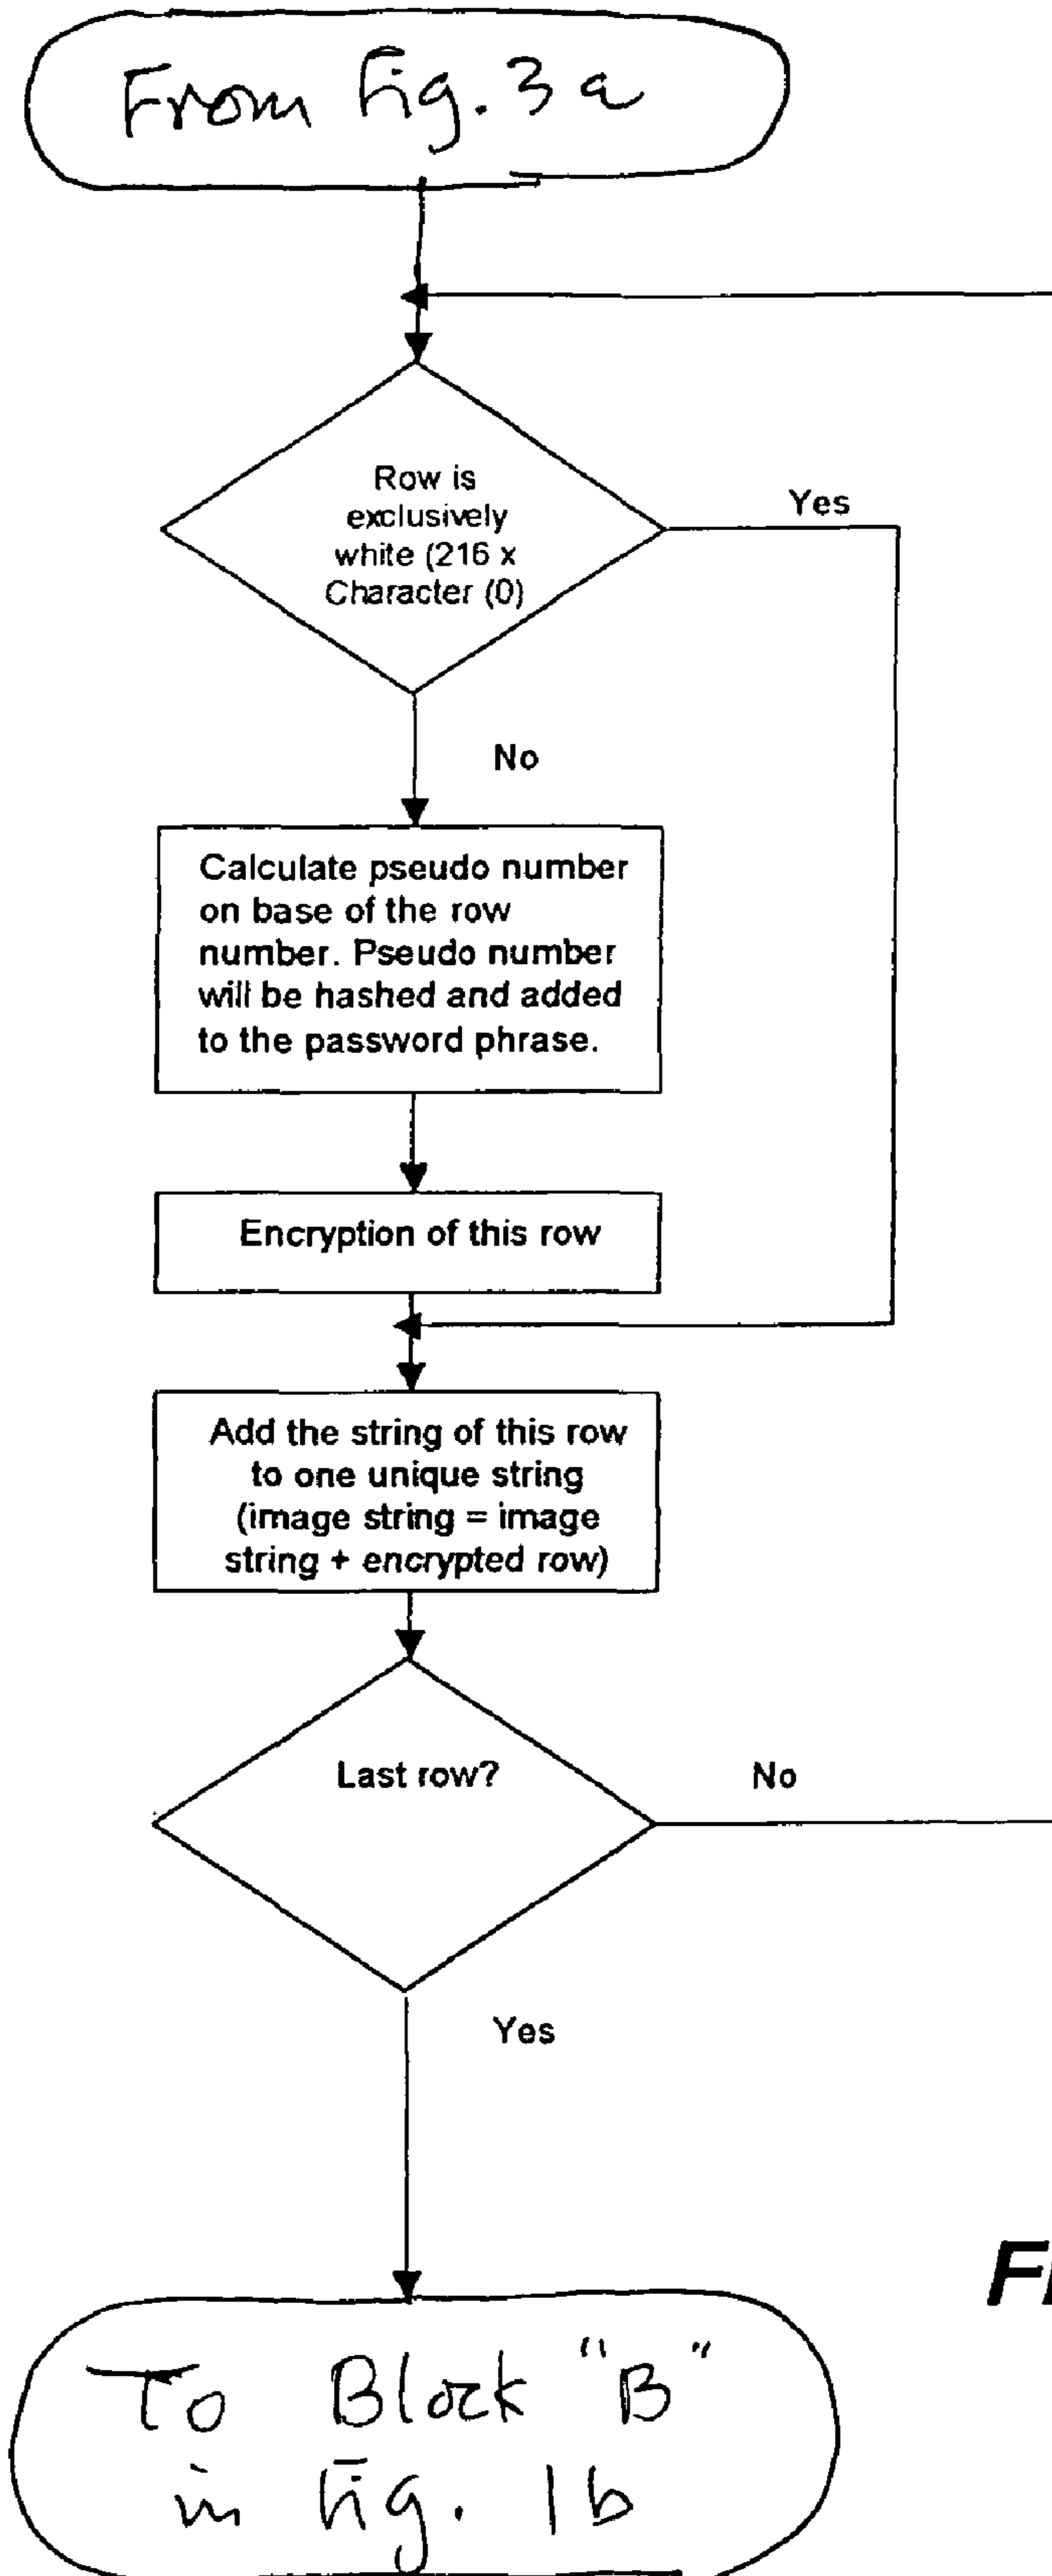 From Fig. 3a
Row is
exclusively
white (216 x
Character (0)
Yes
No
Calculate pseudo number
on base of the row
number. Pseudo number
will be hashed and added
to the password phrase.
Encryption of this row
Add the string of this row
to one unique string
(image string = image
string + encrypted row)
Last row?
No
Yes
To Block "B"
in Fig. 1b